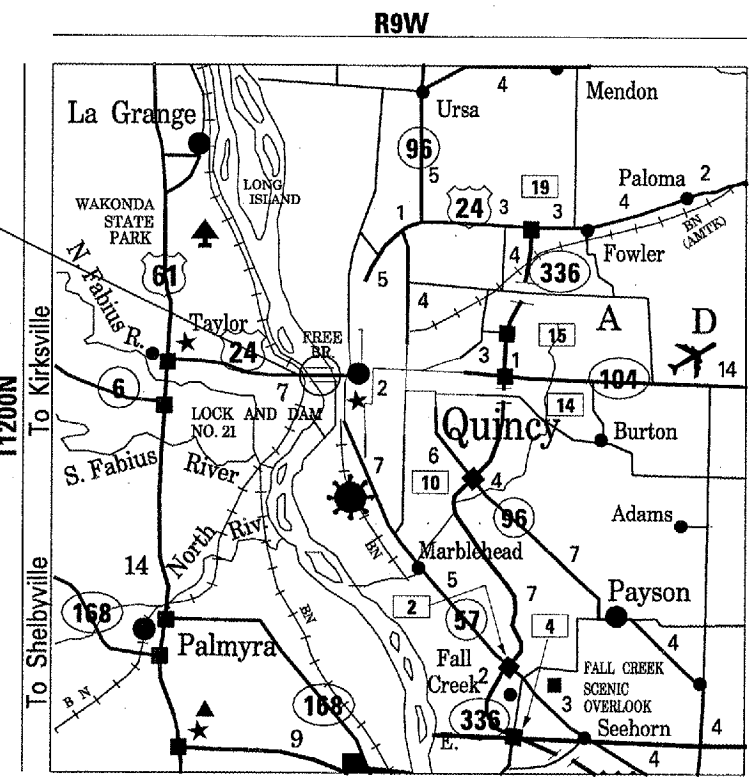 R9W
4
Mendon
Ursa
La Grange
96
LONG
ISLAND
5
19
Paloma
2
WAKONDA
STATE
PARK
24
3
3
4
1
BN
(AMTK)
4
Fowler
336
N. Fabius R.
61
5
4
Taylor
FREE
BR.
15
A
D
24
3
1
To Kirksville
2
104
14
6
7
LOCK AND DAM
NO. 21
14
T1200N
Quincy
Burton
S. Fabius River
7
6
10
4
96
Adams
North Riv.
BN
Marblehead
7
14
5
7
Payson
2
4
168
57
To Shelbyville
Palmyra
BN
Fall
Creek
2
FALL CREEK
SCENIC
OVERLOOK
4
BN
168
336
3
Seehorn
4
9
E.
4